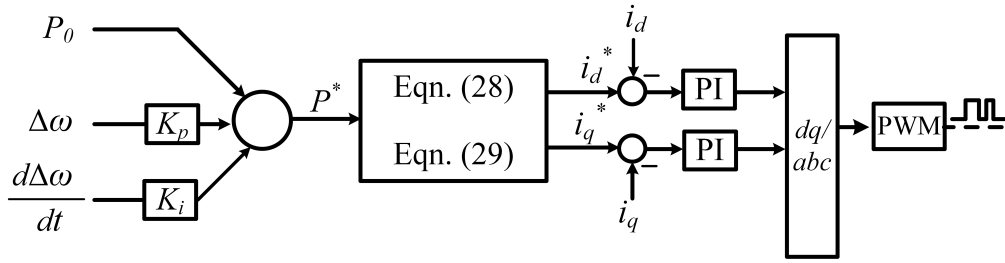 P₀
Δω
K_p
dΔω
dt
K_i
P*
Eqn. (28)
Eqn. (29)
i_d*
i_q*
i_d
−
−
i_q
PI
PI
dq/
abc
PWM